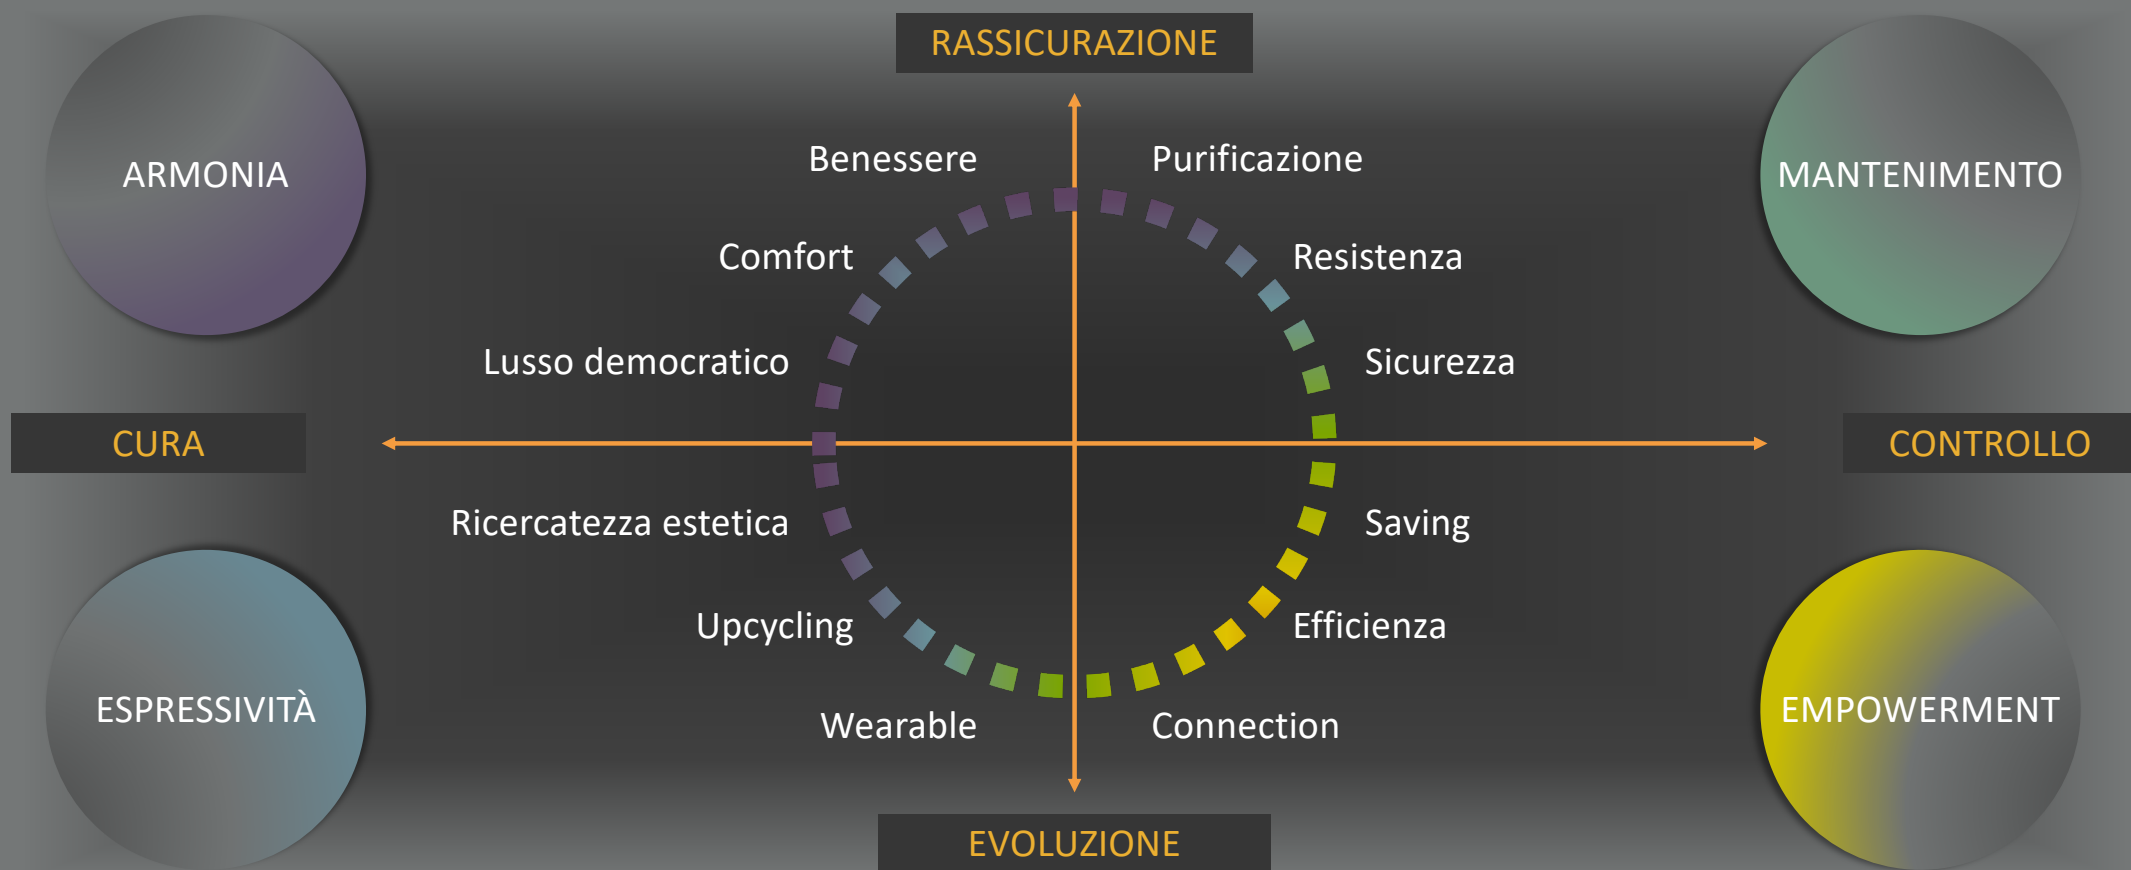 RASSICURAZIONE
Benessere
Purificazione
ARMONIA
MANTENIMENTO
Comfort
Resistenza
Lusso democratico
Sicurezza
CURA
CONTROLLO
Ricercatezza estetica
Saving
Upcycling
Efficienza
ESPRESSIVITÀ
EMPOWERMENT
Wearable
Connection
EVOLUZIONE